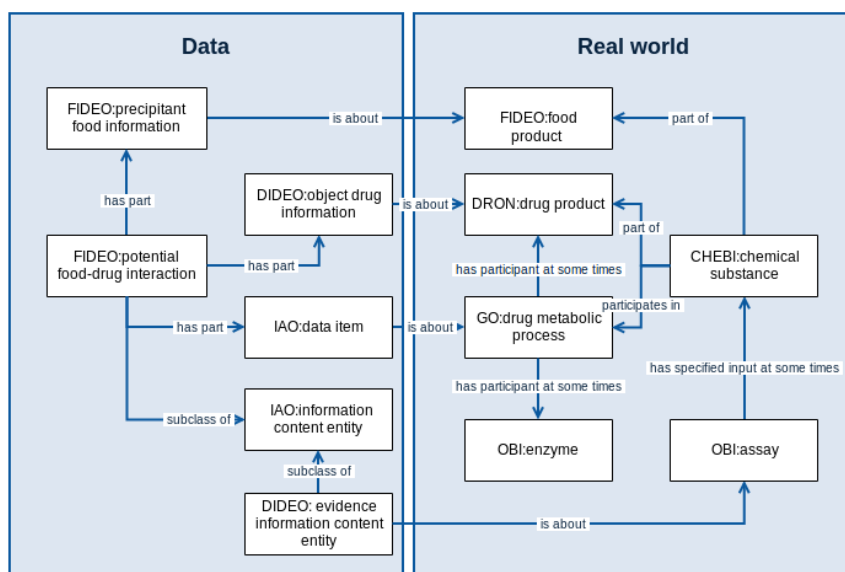 Data
Real world
FIDEO:precipitant
food information
is about
FIDEO:food
product
part of
has part
DIDEO:object drug
information
is about
DRON:drug product
part of
FIDEO:potential
food-drug interaction
has part
has participant at some times
CHEBI:chemical
substance
participates in
has part
IAO:data item
is about
GO:drug metabolic
process
has specified input at some times
has participant at some times
subclass of
IAO:information
content entity
OBI:enzyme
OBI:assay
subclass of
DIDEO: evidence
information content
entity
is about